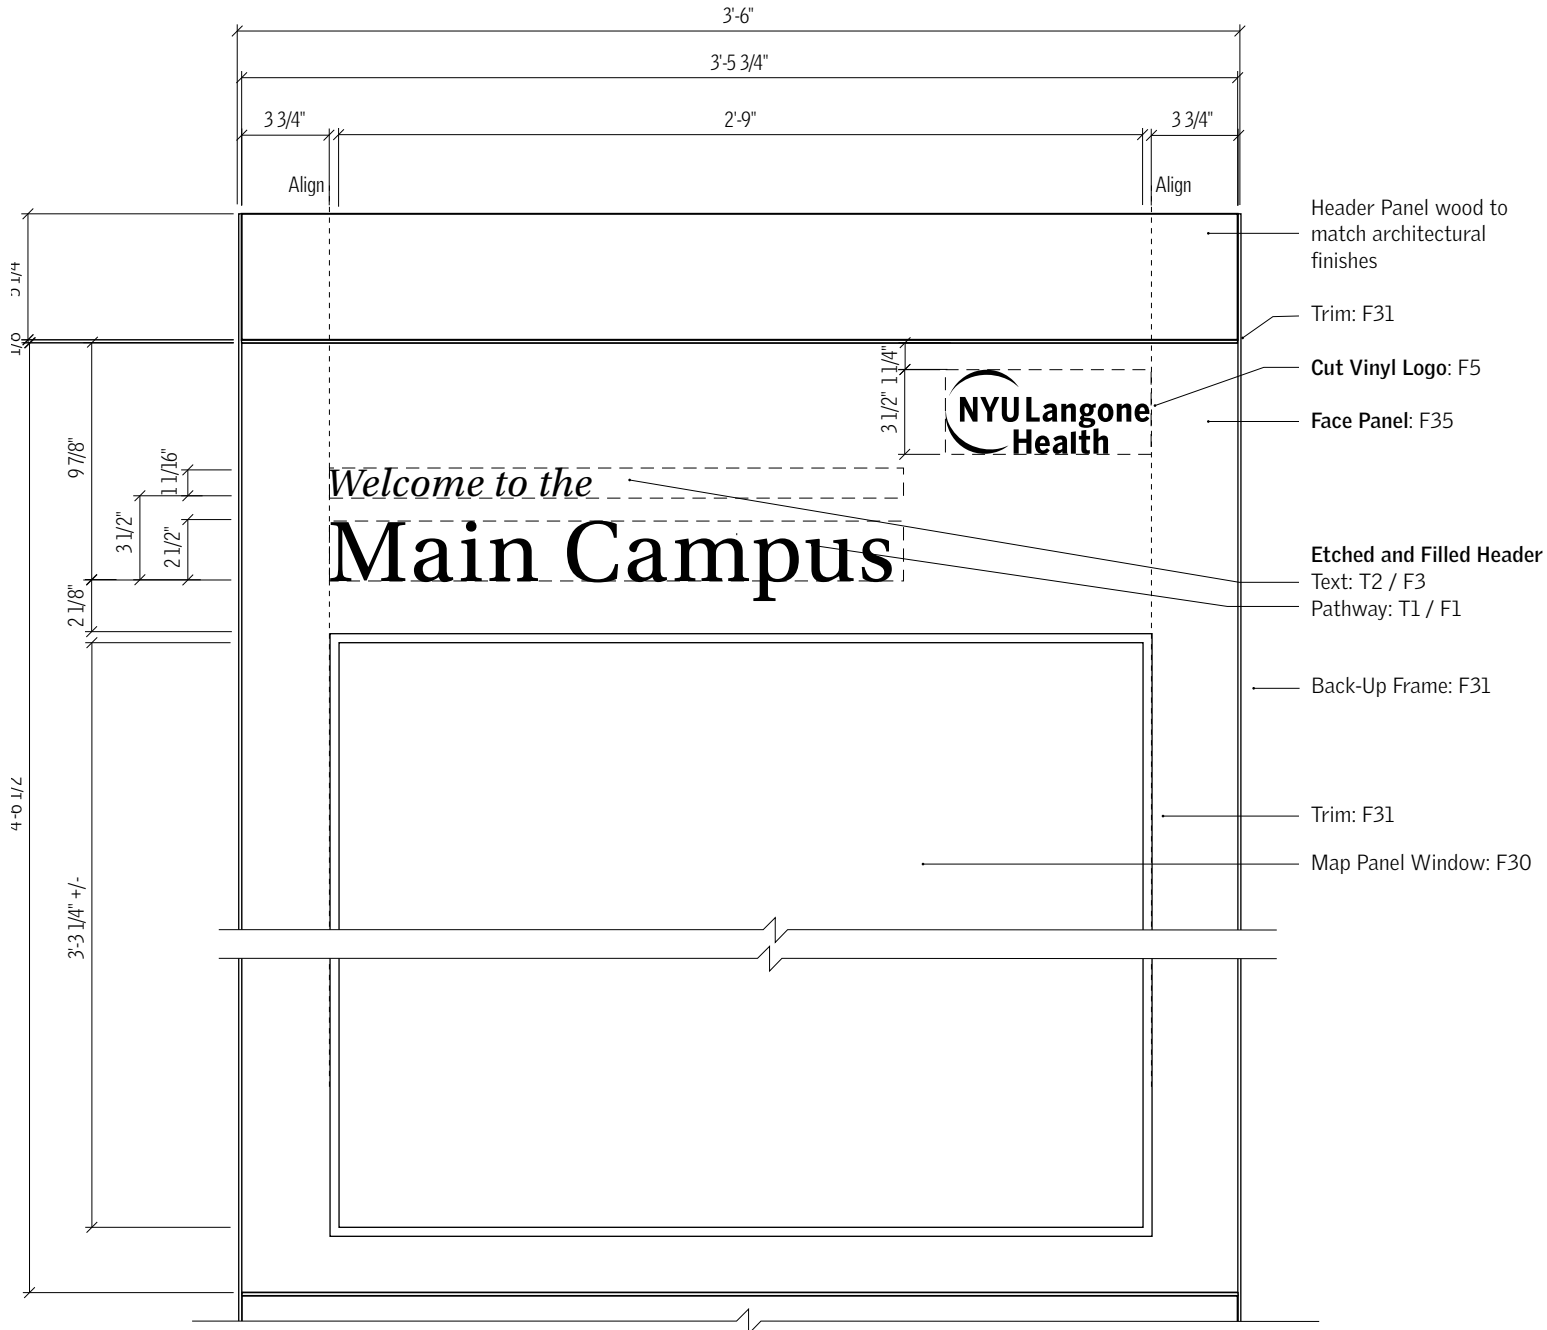 3'-6"
3'-5 3/4"
3 3/4"
2'-9"
3 3/4"
Align
Align
Header Panel wood to
match architectural
finishes
Trim: F31
1 1/4"
3 1/2"
NYU Langone
Health
Cut Vinyl Logo: F5
Face Panel: F35
9 7/8"
1 1/16"
Welcome to the
3 1/2"
2 1/2"
Main Campus
Etched and Filled Header
Text: T2 / F3
Pathway: T1 / F1
2 1/8"
Back-Up Frame: F31
Trim: F31
Map Panel Window: F30
3'-3 1/4" +/-